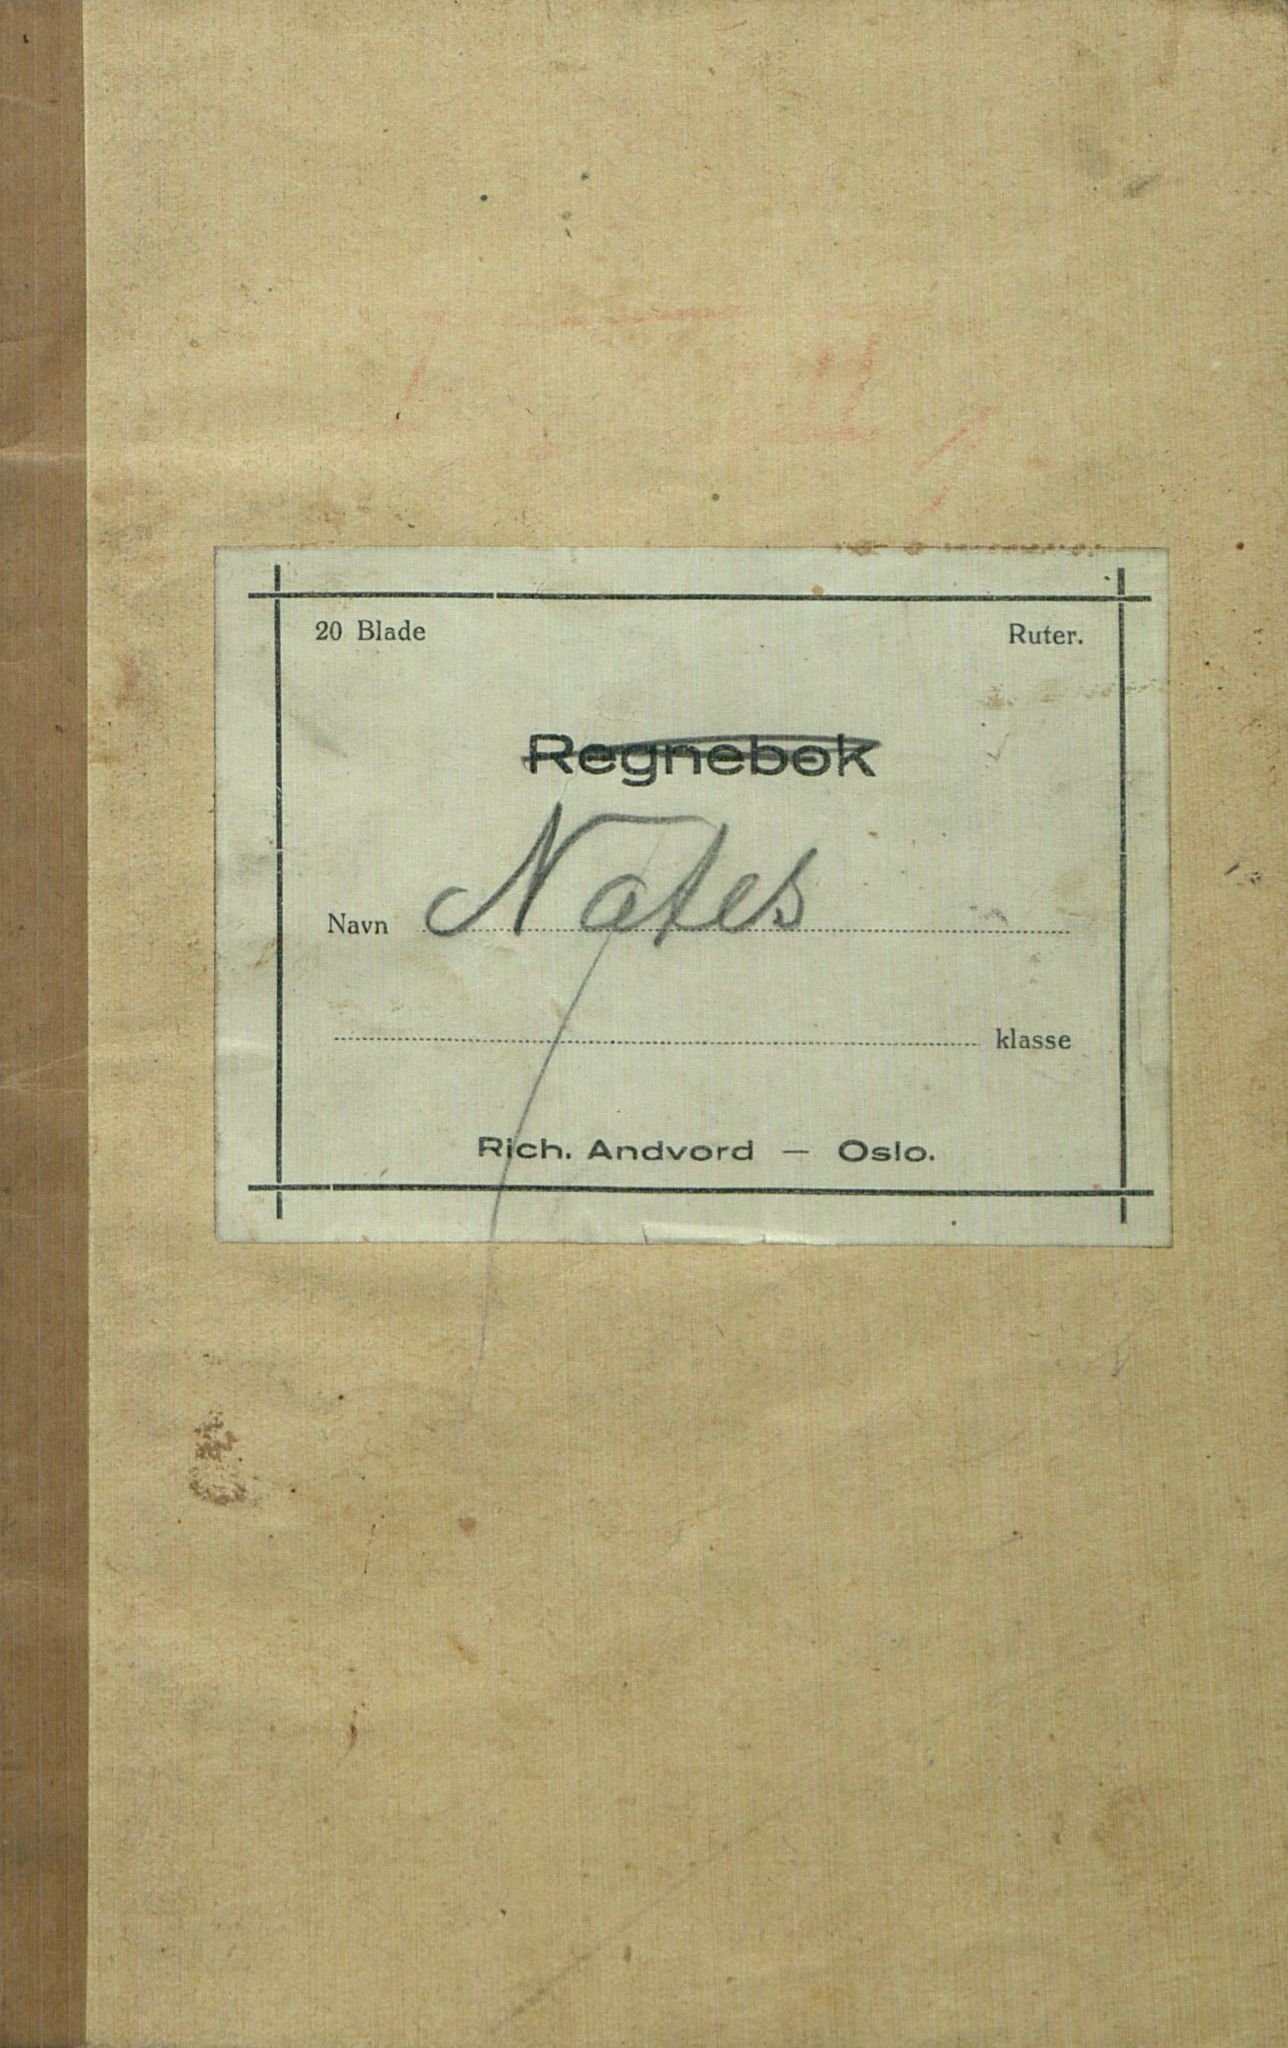 20 Blade Ruter.
Regnebok
Navn Notes
klasse
Rich. Andvord — Oslo.